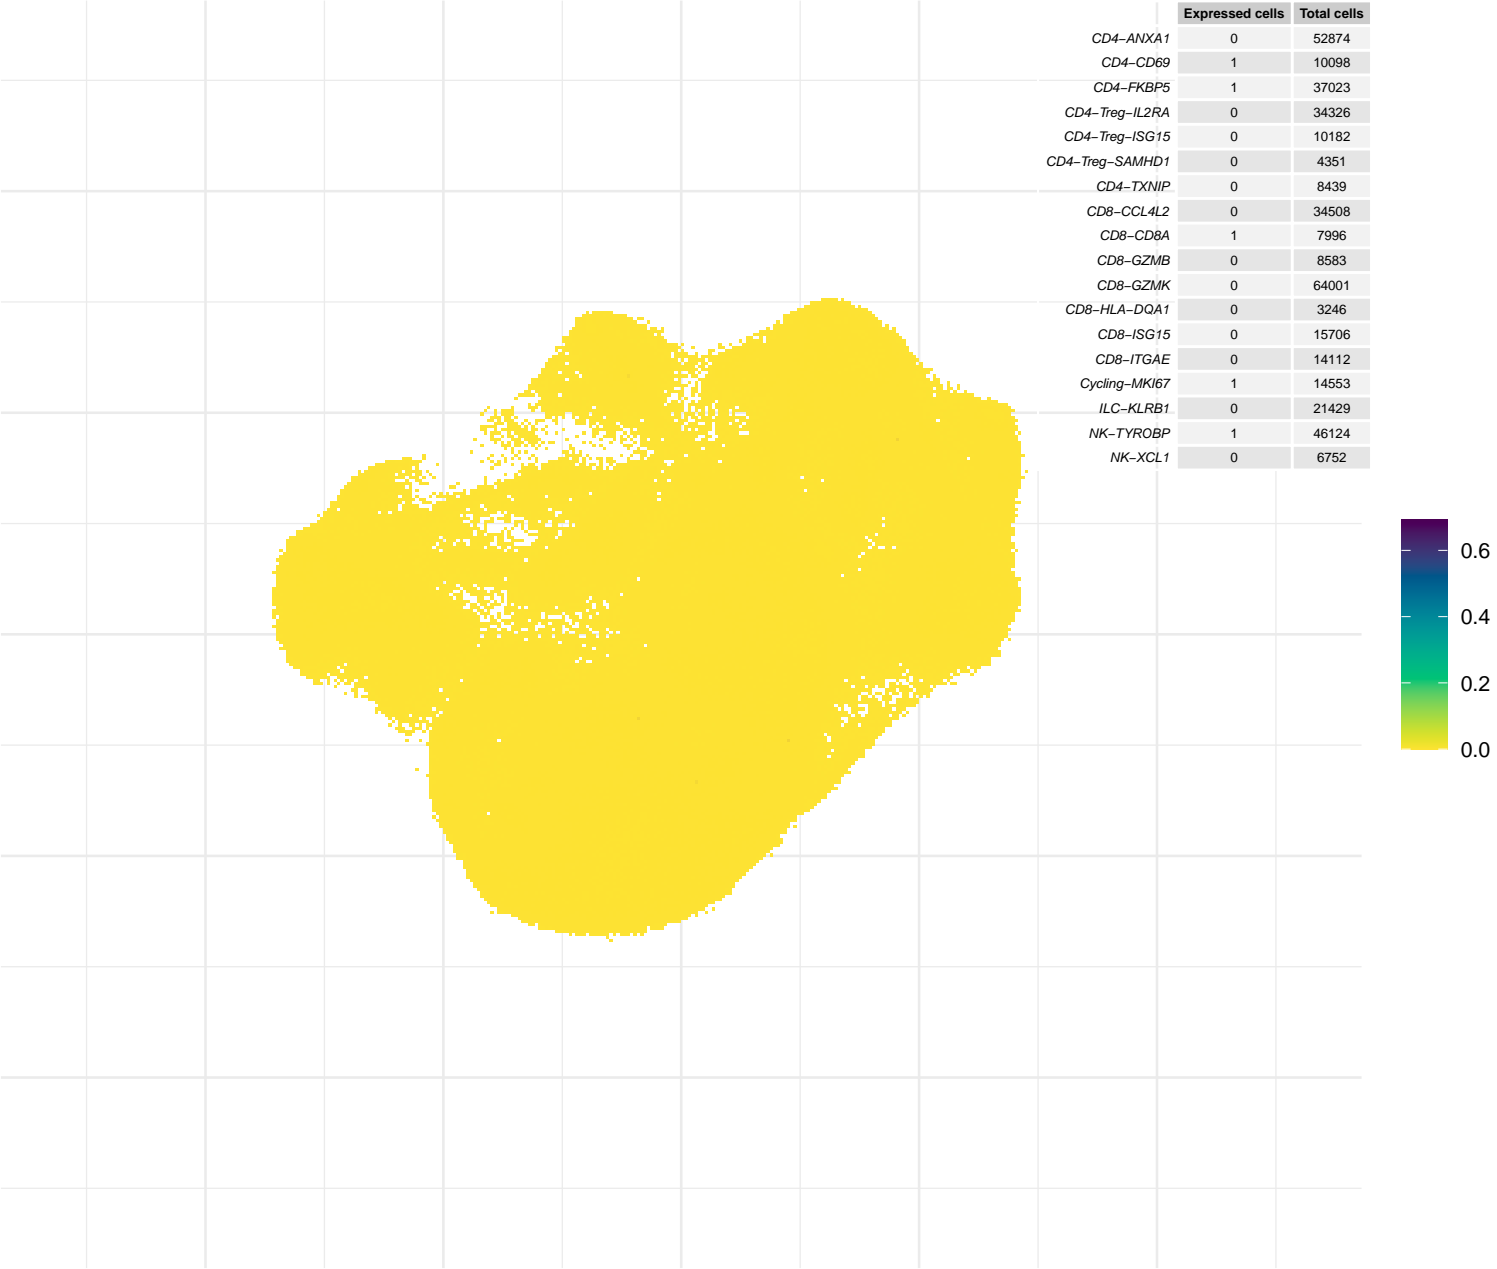 Expressed cells Total cells
CD4−ANXA1 0 52874
CD4−CD69 1 10098
CD4−FKBP5 1 37023
CD4−Treg−IL2RA 0 34326
CD4−Treg−ISG15 0 10182
CD4−Treg−SAMHD1 0 4351
CD4−TXNIP 0 8439
CD8−CCL4L2 0 34508
CD8−CD8A 1 7996
CD8−GZMB 0 8583
CD8−GZMK 0 64001
CD8−HLA−DQA1 0 3246
CD8−ISG15 0 15706
CD8−ITGAE 0 14112
Cycling−MKI67 1 14553
ILC−KLRB1 0 21429
NK−TYROBP 1 46124
NK−XCL1 0 6752
0.6
0.4
0.2
0.0